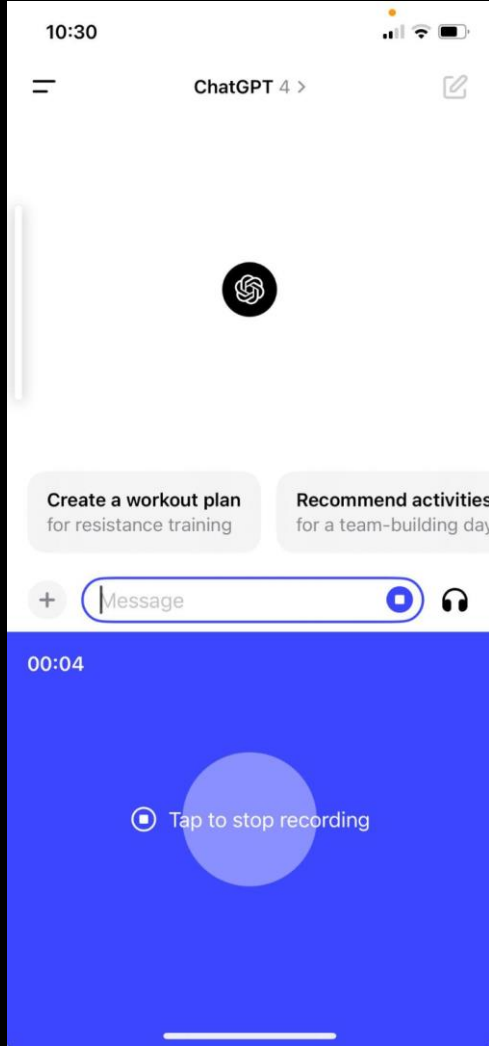 10:30
ChatGPT 4 >
Create a workout plan
for resistance training
Recommend activities
for a team-building day
Message
00:04
Tap to stop recording